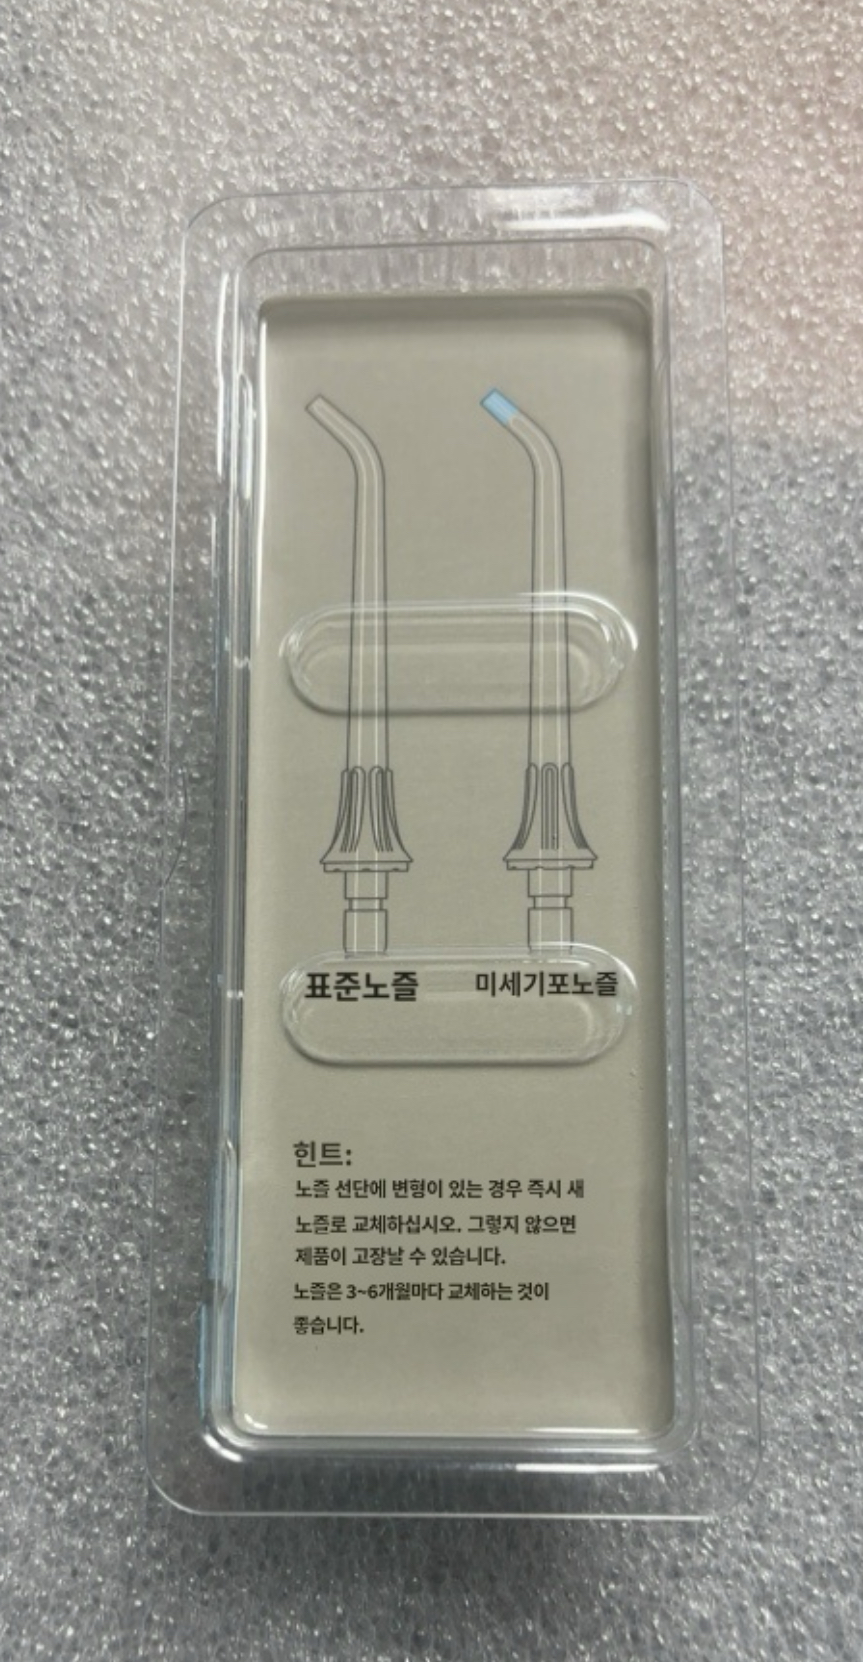 표준노즐 미세기포노즐
힌트:
노즐 선단에 변형이 있는 경우 즉시 새
노즐로 교체하십시오. 그렇지 않으면
제품이 고장날 수 있습니다.
노즐은 3~6개월마다 교체하는 것이
좋습니다.